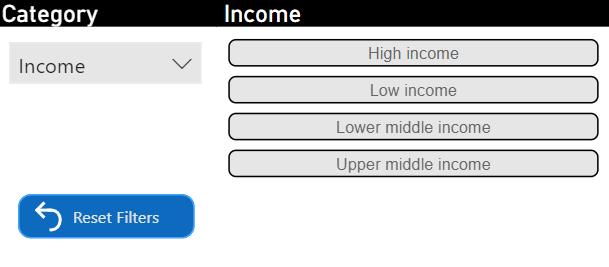 Category
Income
Income
High income
Low income
Lower middle income
Upper middle income
Reset Filters